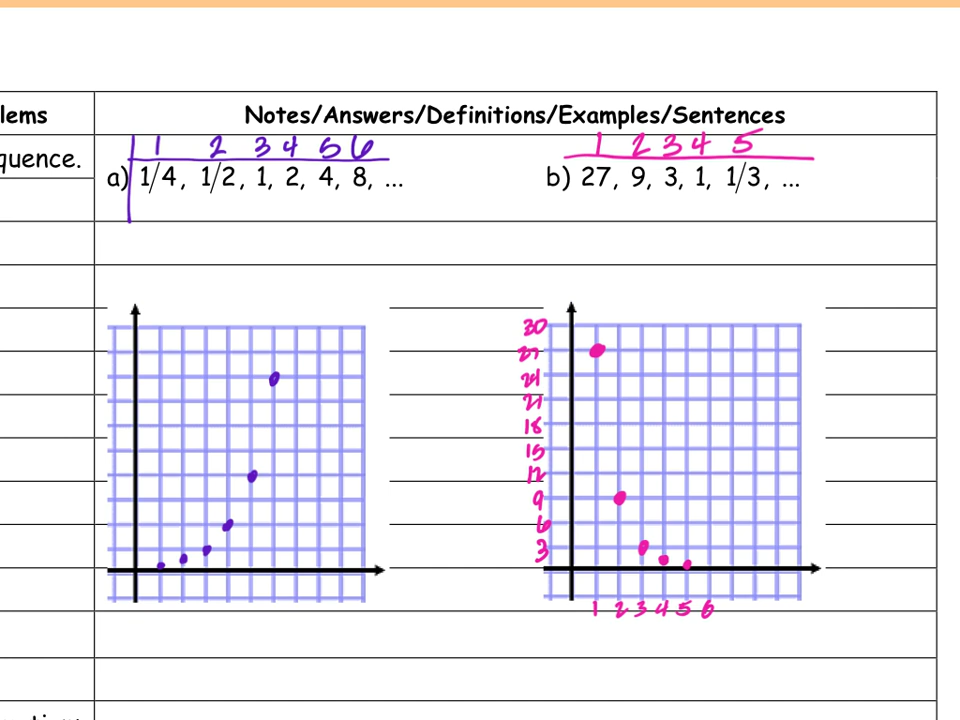 lems
Notes/Answers/Definitions/Examples/Sentences
quence.
1 2 3 4 5 6
1 2 3 4 5
a) 1/4, 1/2, 1, 2, 4, 8, ...
b) 27, 9, 3, 1, 1/3, ...
30
27
24
21
18
15
12
9
6
3
1 2 3 4 5 6